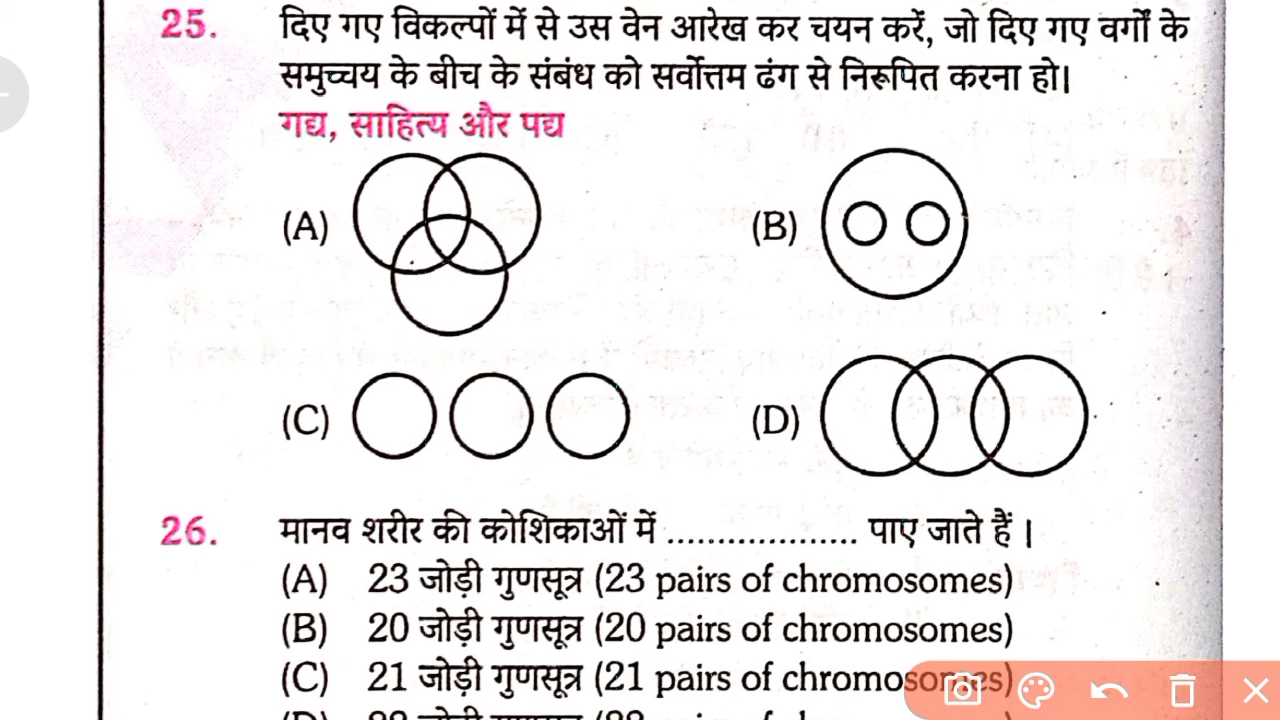 25. दिए गए विकल्पों में से उस वेन आरेख कर चयन करें, जो दिए गए वर्गों के
समुच्चय के बीच के संबंध को सर्वोत्तम ढंग से निरूपित करना हो।
गद्य, साहित्य और पद्य
(A) (B)
(C) (D)
26. मानव शरीर की कोशिकाओं में ................... पाए जाते हैं ।
(A) 23 जोड़ी गुणसूत्र (23 pairs of chromosomes)
(B) 20 जोड़ी गुणसूत्र (20 pairs of chromosomes)
(C) 21 जोड़ी गुणसूत्र (21 pairs of chromosomes)